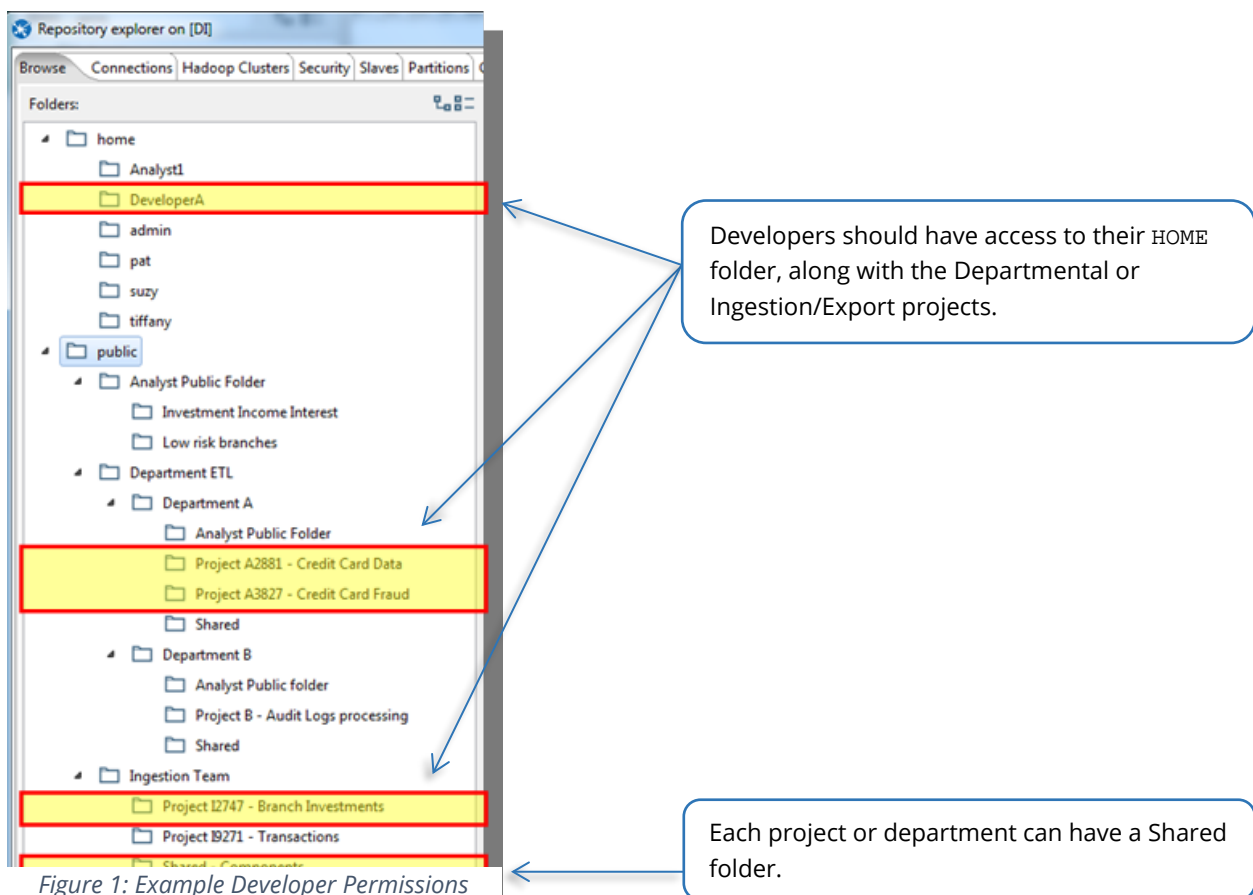 Repository explorer on [DI]
Browse Connections Hadoop Clusters Security Slaves Partitions
Folders:
home
Analyst1
DeveloperA
admin
pat
suzy
tiffany
public
Analyst Public Folder
Investment Income Interest
Low risk branches
Department ETL
Department A
Analyst Public Folder
Project A2881 - Credit Card Data
Project A3827 - Credit Card Fraud
Shared
Department B
Analyst Public folder
Project B - Audit Logs processing
Shared
Ingestion Team
Project I2747 - Branch Investments
Project I9271 - Transactions
Shared - Components
Figure 1: Example Developer Permissions
Developers should have access to their HOME
folder, along with the Departmental or
Ingestion/Export projects.
Each project or department can have a Shared
folder.